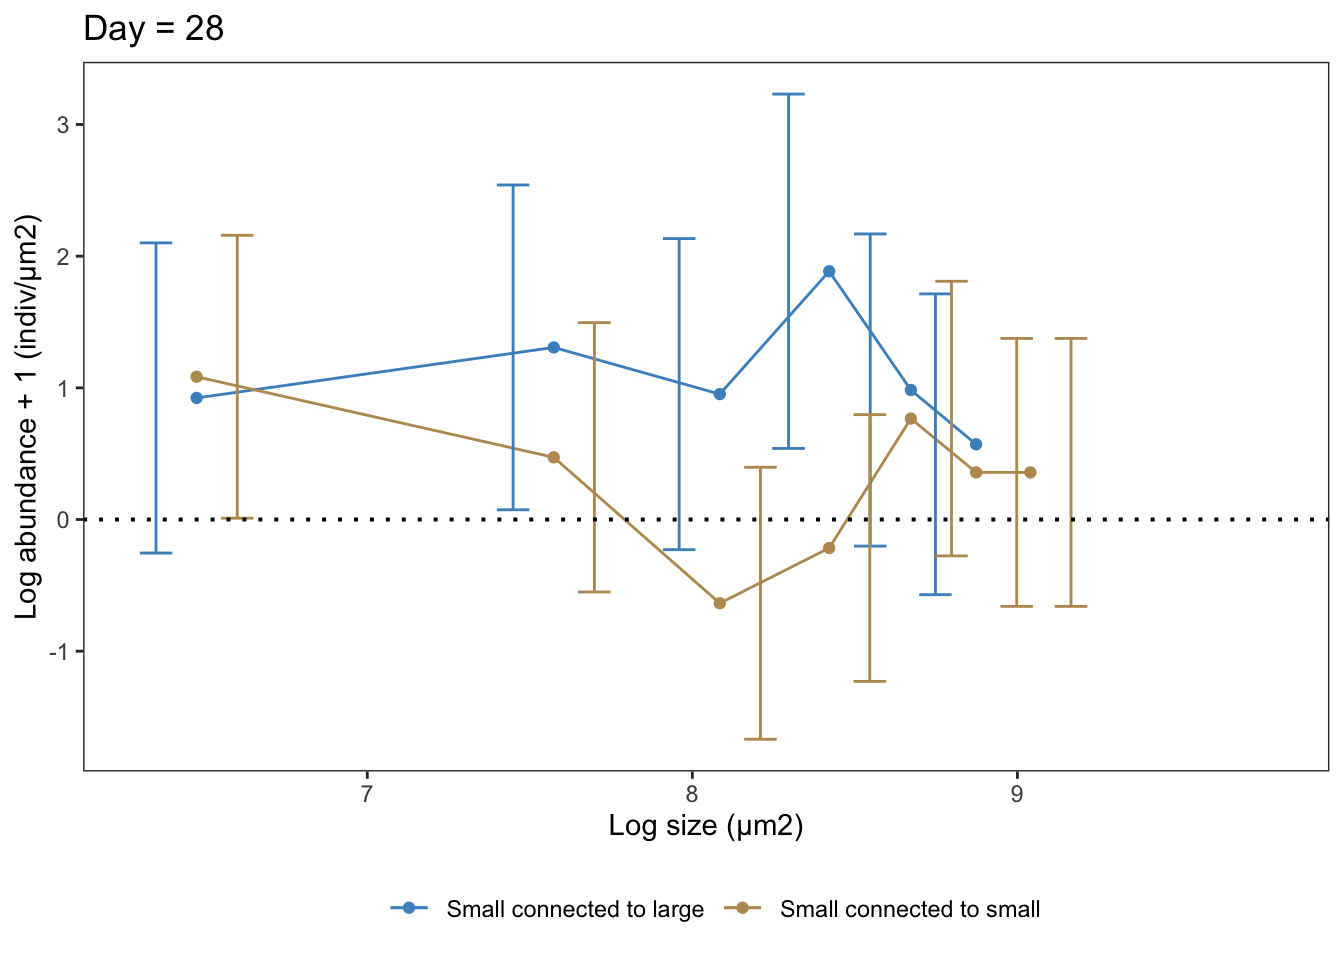 Day = 28
Log abundance + 1 (indiv/µm2)
3
2
1
0
-1
7 8 9
Log size (µm2)
Small connected to large Small connected to small